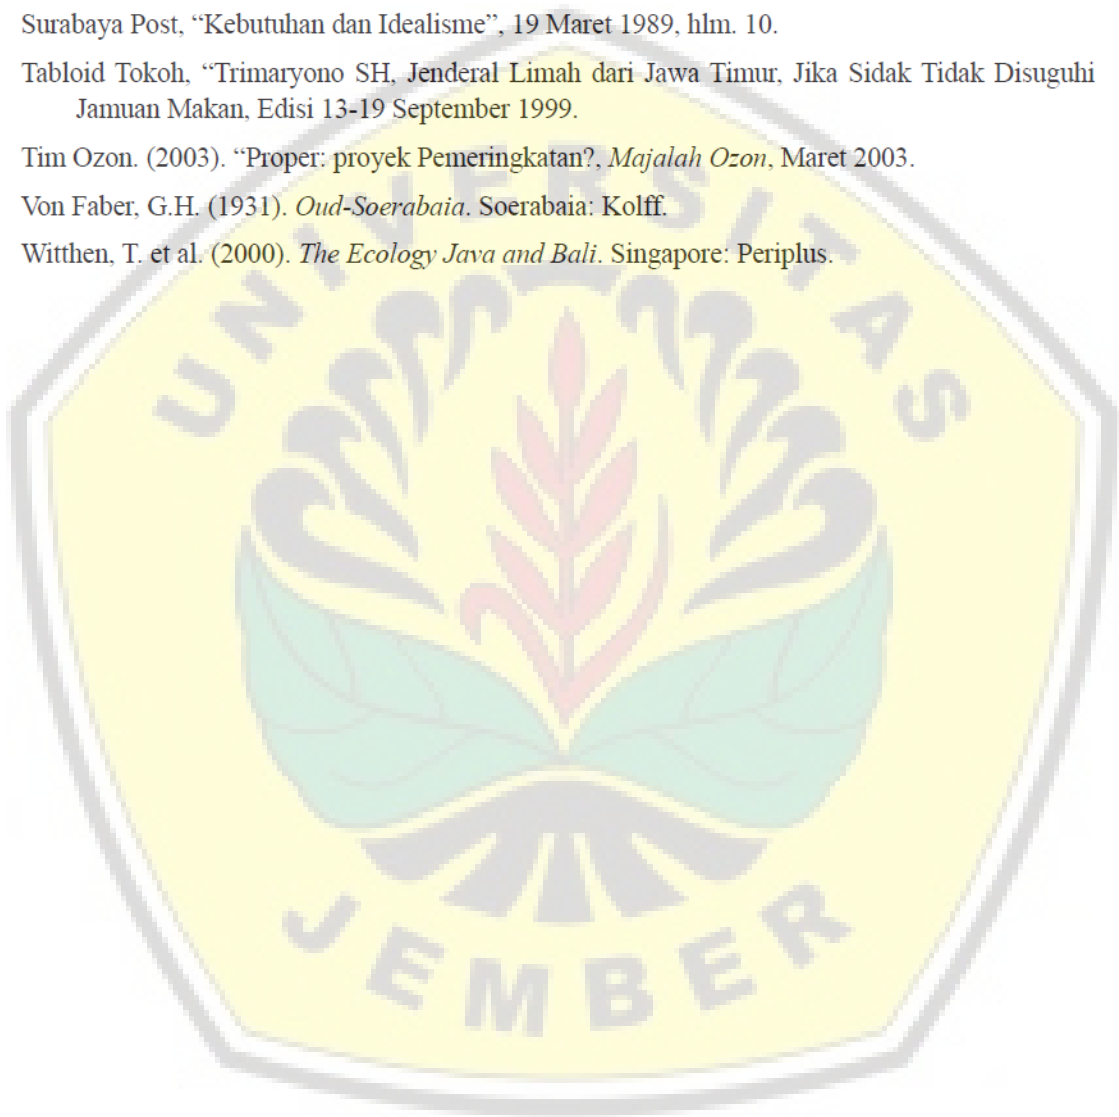 Surabaya Post, “Kebutuhan dan Idealisme”, 19 Maret 1989, hlm. 10.
Tabloid Tokoh, “Trimaryono SH, Jenderal Limah dari Jawa Timur, Jika Sidak Tidak Disuguhi
Jamuan Makan, Edisi 13-19 September 1999.
Tim Ozon. (2003). “Proper: proyek Pemeringkatan?, Majalah Ozon, Maret 2003.
Von Faber, G.H. (1931). Oud-Soerabaia. Soerabaia: Kolff.
Witthen, T. et al. (2000). The Ecology Java and Bali. Singapore: Periplus.
UNIVERSITAS
JEMBER